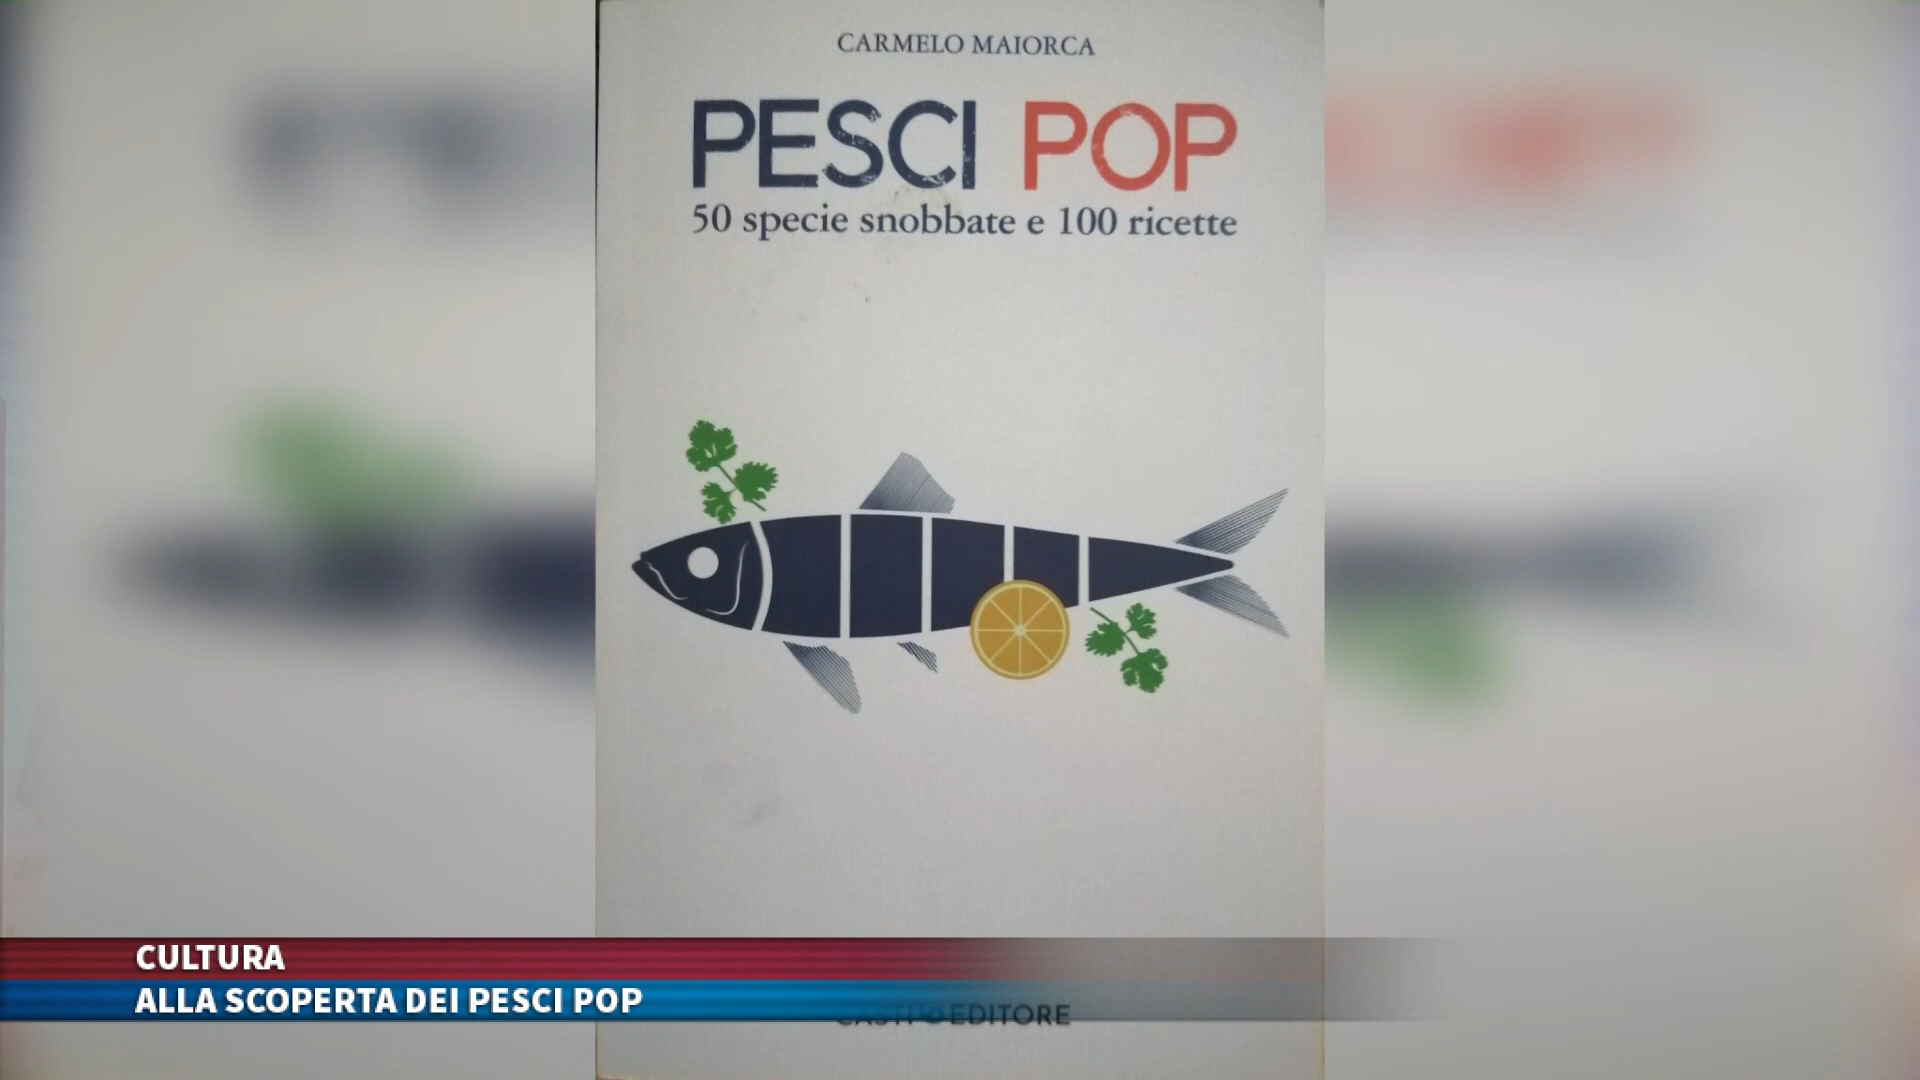 CARMELO MAIORCA
PESCI POP
50 specie snobbate e 100 ricette
CULTURA
ALLA SCOPERTA DEI PESCI POP
EDITORE